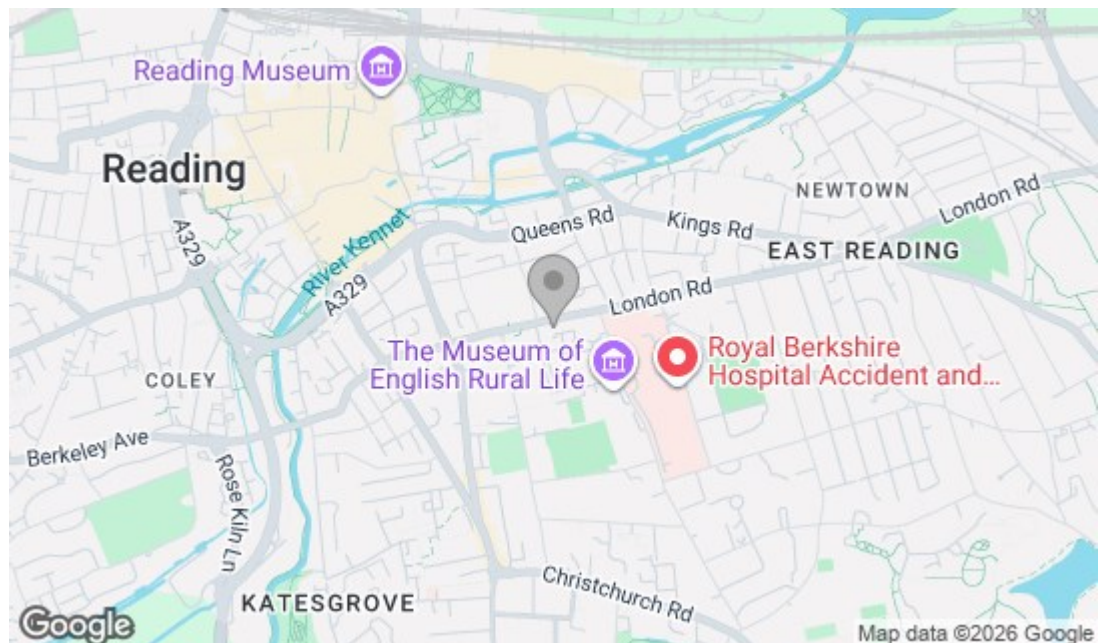 Reading Museum
Reading
NEWTOWN
London Rd
Queens Rd
Kings Rd
A329
River Kennet
EAST READING
A329
London Rd
The Museum of
English Rural Life
Royal Berkshire
Hospital Accident and...
COLEY
Berkeley Ave
Rose Kiln Ln
Christchurch Rd
KATESGROVE
Google
Map data ©2026 Google